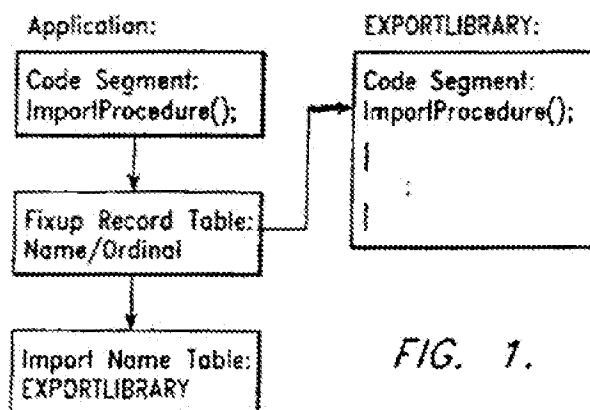 Application:
Code Segment:
ImportProcedure();
Fixup Record Table:
Name/Ordinal
Import Name Table:
EXPORTLIBRARY
EXPORTLIBRARY:
Code Segment:
ImportProcedure();
FIG. 1.